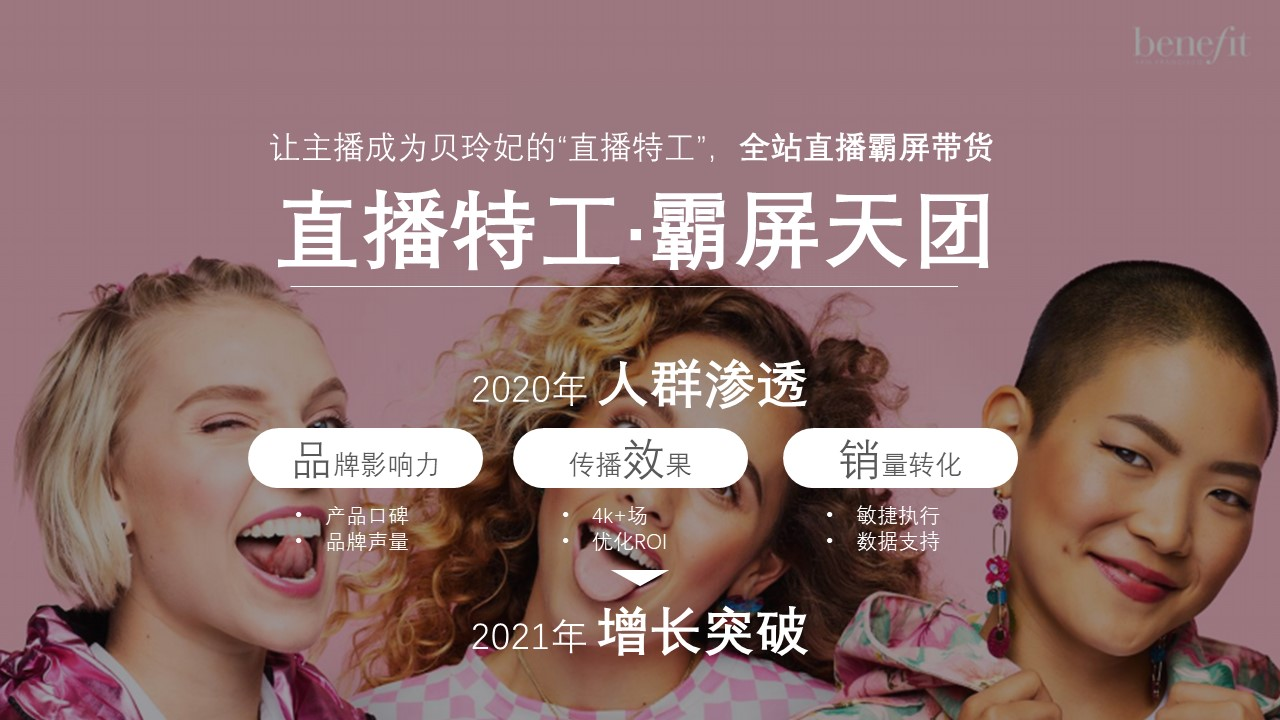 benefit
让主播成为贝玲妃的“直播特工”，全站直播霸屏带货
直播特工·霸屏天团
2020年 人群渗透
品牌影响力
传播效果
销量转化
• 产品口碑
• 品牌声量
• 4k+场
• 优化ROI
• 敏捷执行
• 数据支持
2021年 增长突破